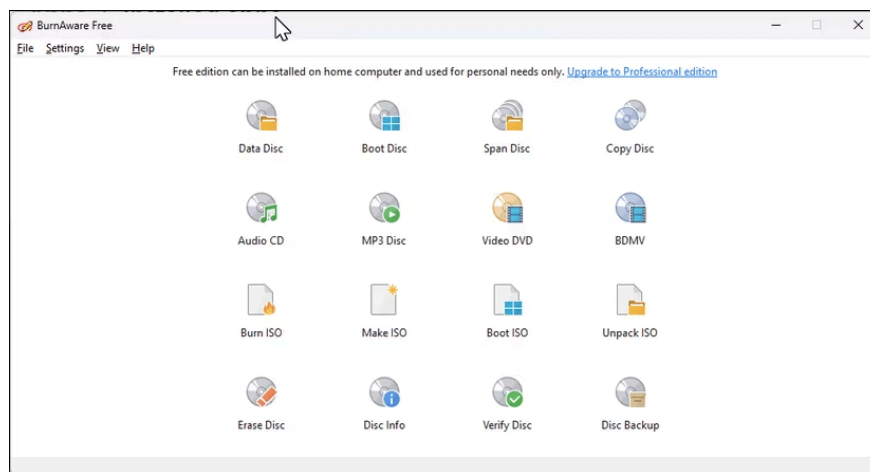 BurnAware Free
File Settings View Help
Free edition can be installed on home computer and used for personal needs only. Upgrade to Professional edition
Data Disc Boot Disc Span Disc Copy Disc
Audio CD MP3 Disc Video DVD BDMV
Burn ISO Make ISO Boot ISO Unpack ISO
Erase Disc Disc Info Verify Disc Disc Backup